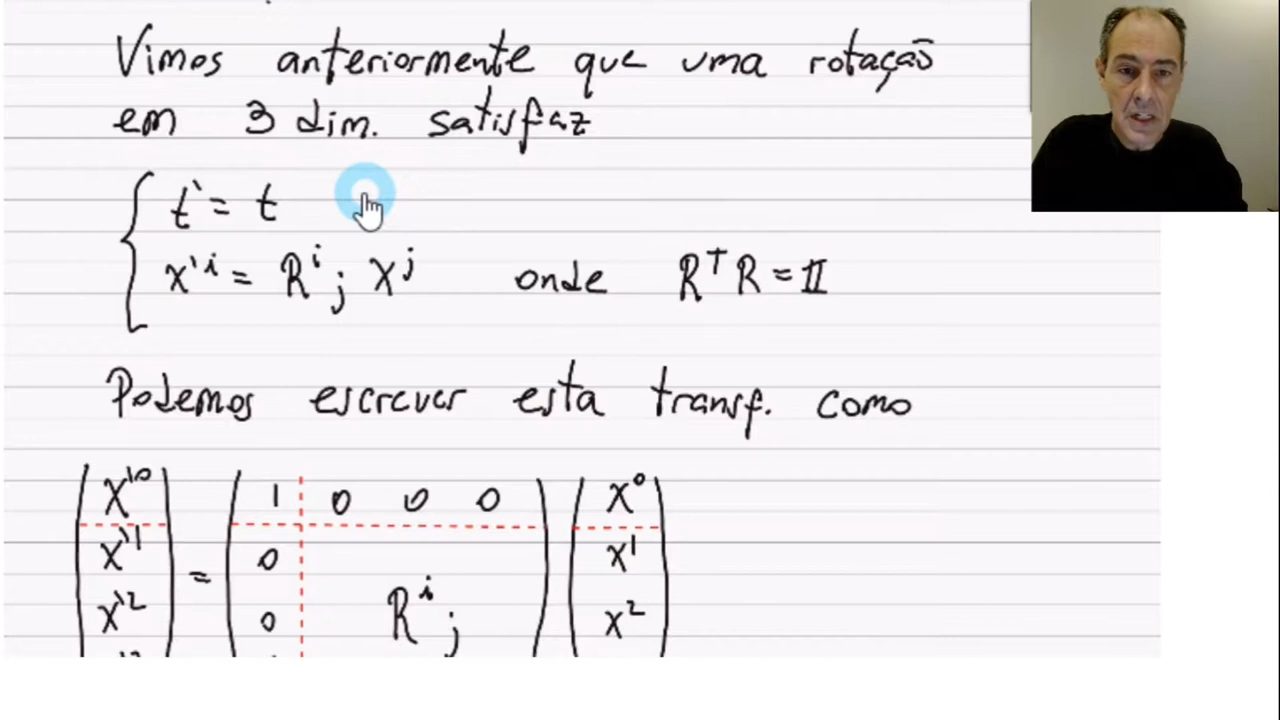 Vimos anteriormente que uma rotação
em 3 dim. satisfaz
t' = t
x'^i = R^i_j x^j onde R^T R = 𝕀
Podemos escrever esta transf. como
x'^0 1 0 0 0 x^0
x'^1 0 x^1
= R^i_j
x'^2 0 x^2